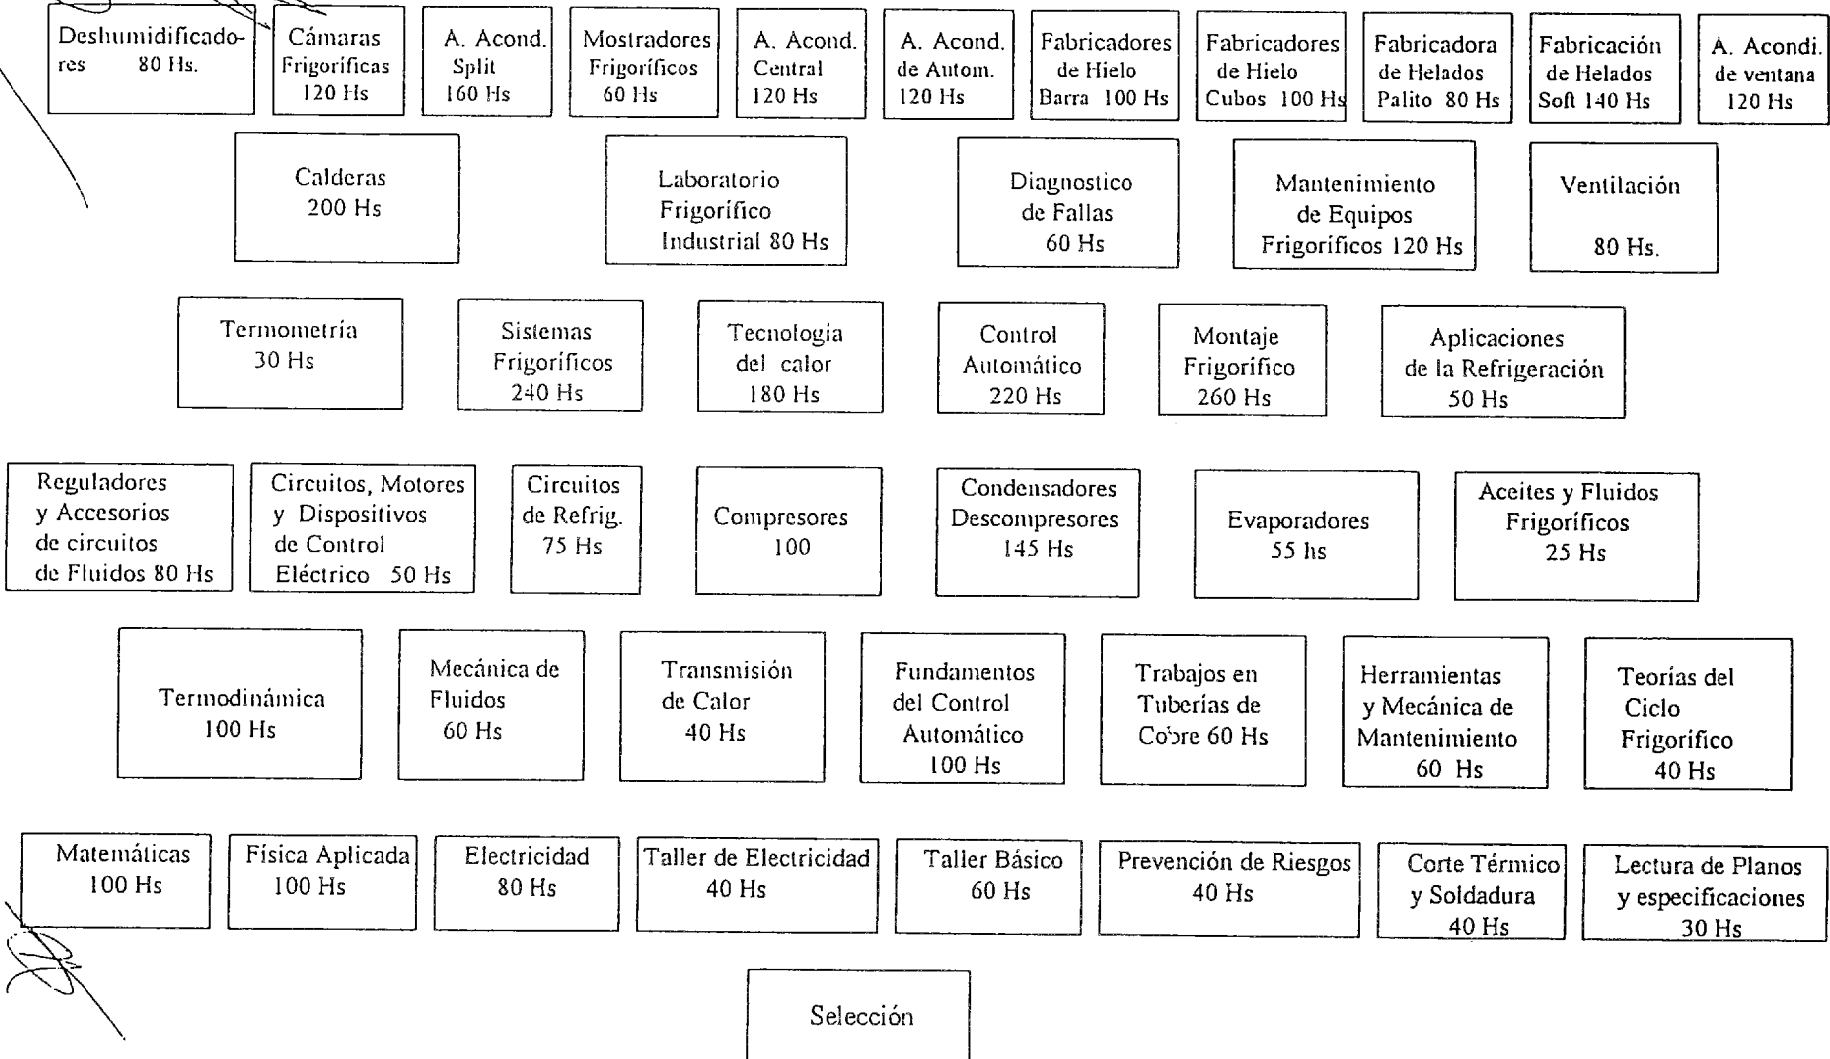 Deshumidificado-
res 80 Hs.
Cámaras
Frigoríficas
120 Hs
A. Acond.
Split
160 Hs
Mostradores
Frigoríficos
60 Hs
A. Acond.
Central
120 Hs
A. Acond.
de Autom.
120 Hs
Fabricadores
de Hielo
Barra 100 Hs
Fabricadores
de Hielo
Cubos 100 Hs
Fabricadora
de Helados
Palito 80 Hs
Fabricación
de Helados
Soft 140 Hs
A. Acondi.
de ventana
120 Hs
Calderas
200 Hs
Laboratorio
Frigorífico
Industrial 80 Hs
Diagnostico
de Fallas
60 Hs
Mantenimiento
de Equipos
Frigoríficos 120 Hs
Ventilación
80 Hs.
Termometría
30 Hs
Sistemas
Frigoríficos
240 Hs
Tecnología
del calor
180 Hs
Control
Automático
220 Hs
Montaje
Frigorífico
260 Hs
Aplicaciones
de la Refrigeración
50 Hs
Reguladores
y Accesorios
de circuitos
de Fluidos 80 Hs
Circuitos, Motores
y Dispositivos
de Control
Eléctrico 50 Hs
Circuitos
de Refrig.
75 Hs
Compresores
100
Condensadores
Descompresores
145 Hs
Evaporadores
55 hs
Aceites y Fluidos
Frigoríficos
25 Hs
Termodinámica
100 Hs
Mecánica de
Fluidos
60 Hs
Transmisión
de Calor
40 Hs
Fundamentos
del Control
Automático
100 Hs
Trabajos en
Tuberías de
Cobre 60 Hs
Herramientas
y Mecánica de
Mantenimiento
60 Hs
Teorías del
Ciclo
Frigorífico
40 Hs
Matemáticas
100 Hs
Física Aplicada
100 Hs
Electricidad
80 Hs
Taller de Electricidad
40 Hs
Taller Básico
60 Hs
Prevención de Riesgos
40 Hs
Corte Térmico
y Soldadura
40 Hs
Lectura de Planos
y especificaciones
30 Hs
Selección